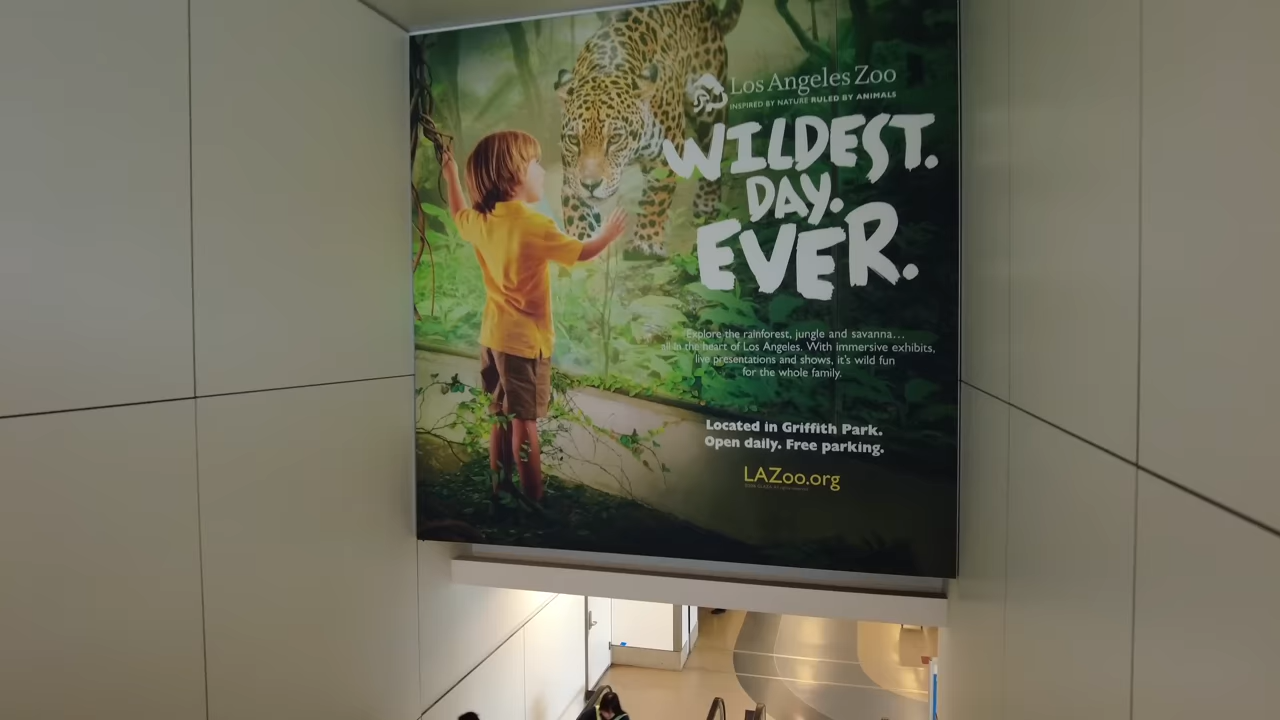 Los Angeles Zoo
INSPIRED BY NATURE RULED BY ANIMALS
WILDEST.
DAY.
EVER.
Explore the rainforest, jungle and savanna...
all in the heart of Los Angeles. With immersive exhibits,
live presentations and shows, it's wild fun
for the whole family.
Located in Griffith Park.
Open daily. Free parking.
LAZoo.org